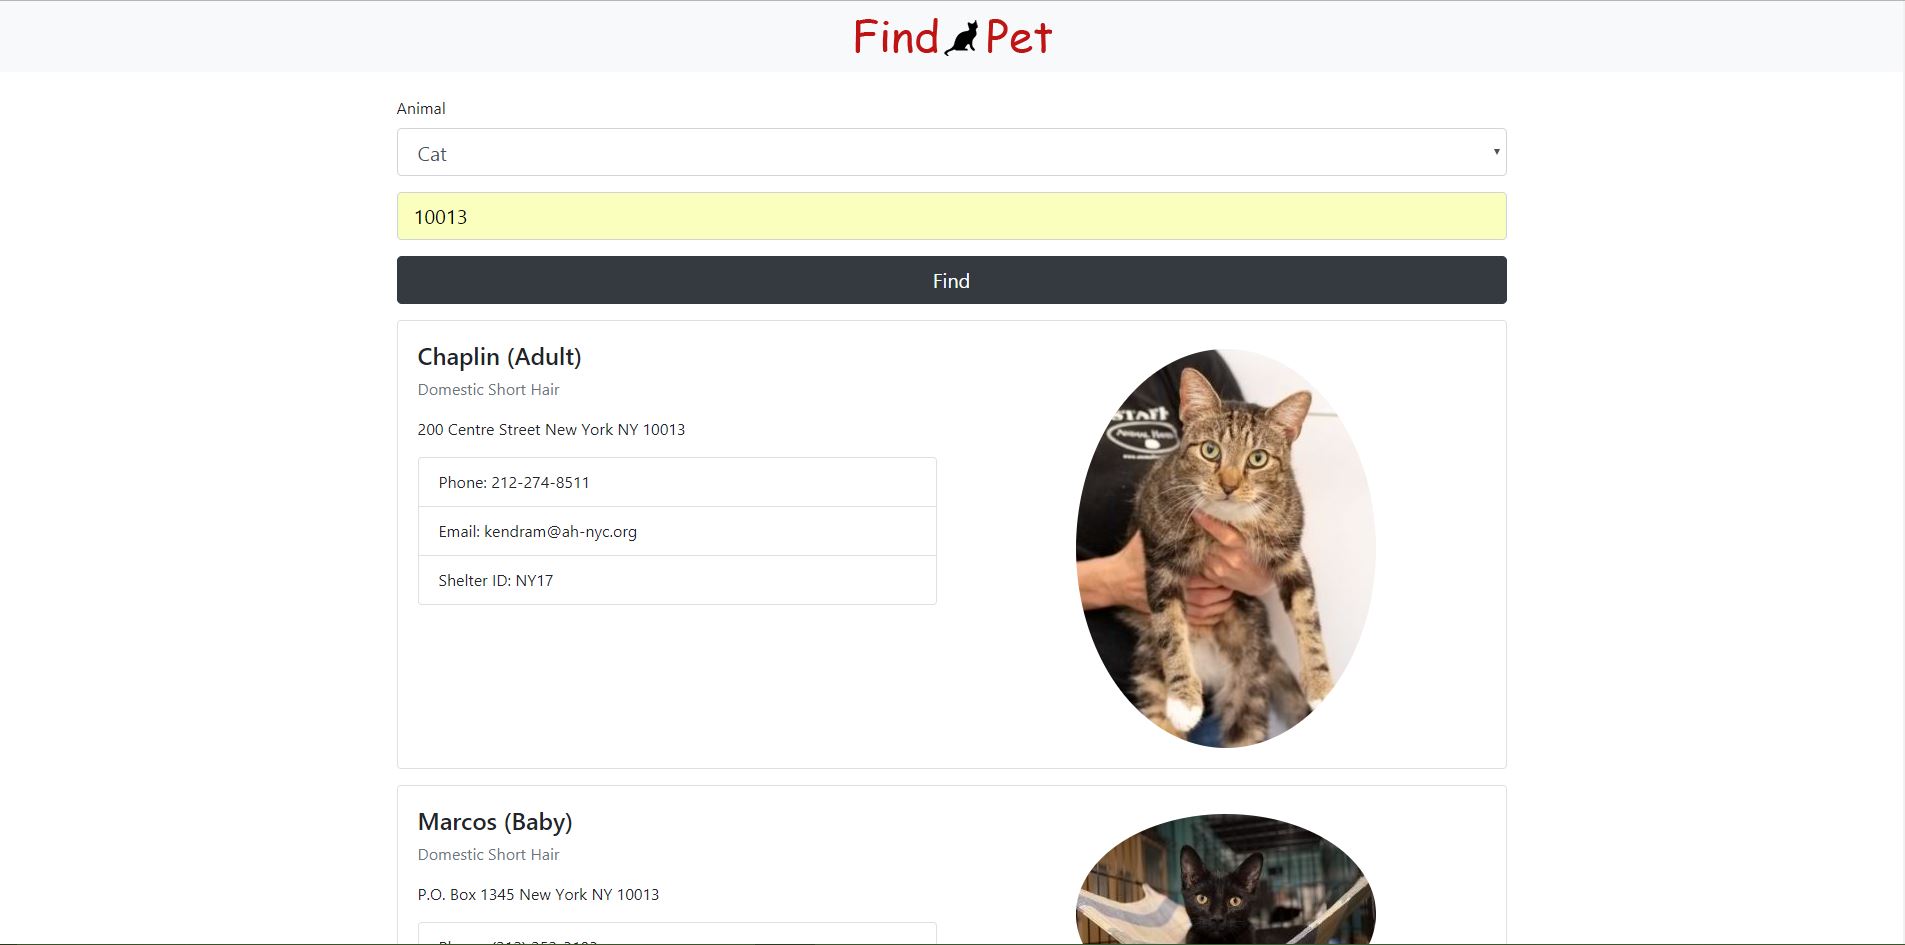 Find Pet
Animal
Cat
10013
Find
Chaplin (Adult)
Domestic Short Hair
200 Centre Street New York NY 10013
Phone: 212-274-8511
Email: kendram@ah-nyc.org
Shelter ID: NY17
STAFF
Marcos (Baby)
Domestic Short Hair
P.O. Box 1345 New York NY 10013